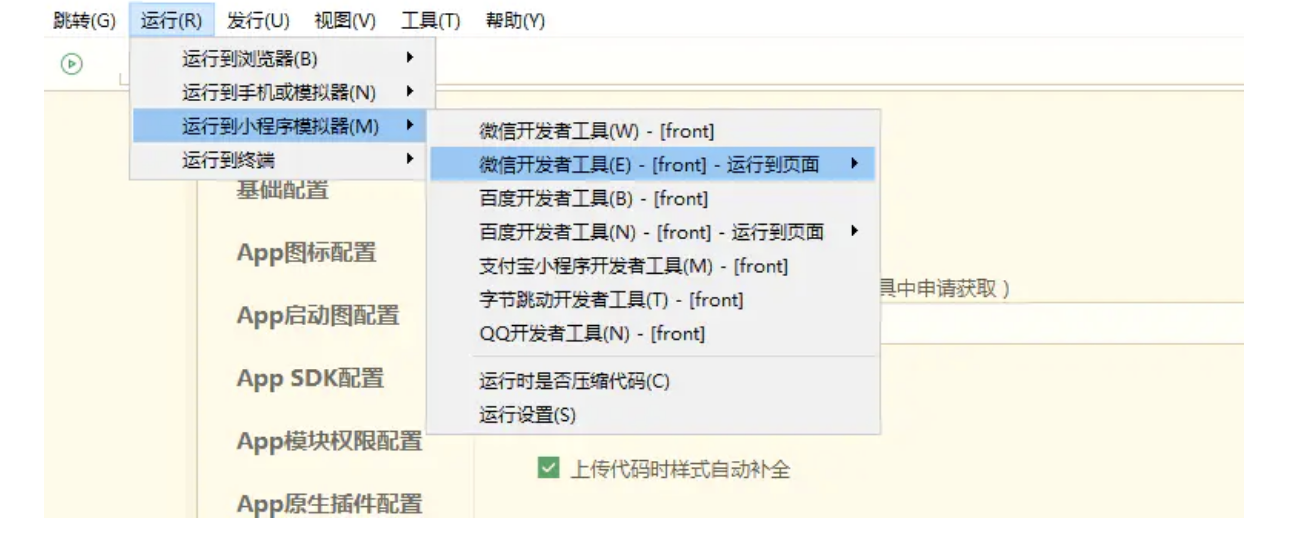 跳转(G) 运行(R) 发行(U) 视图(V) 工具(T) 帮助(Y)
运行到浏览器(B)
运行到手机或模拟器(N)
运行到小程序模拟器(M)
运行到终端
微信开发者工具(W) - [front]
微信开发者工具(E) - [front] - 运行到页面
百度开发者工具(B) - [front]
百度开发者工具(N) - [front] - 运行到页面
支付宝小程序开发者工具(M) - [front]
字节跳动开发者工具(T) - [front]
QQ开发者工具(N) - [front]
运行时是否压缩代码(C)
运行设置(S)
基础配置
App图标配置
App启动图配置
App SDK配置
App模块权限配置
App原生插件配置
具中申请获取）
上传代码时样式自动补全